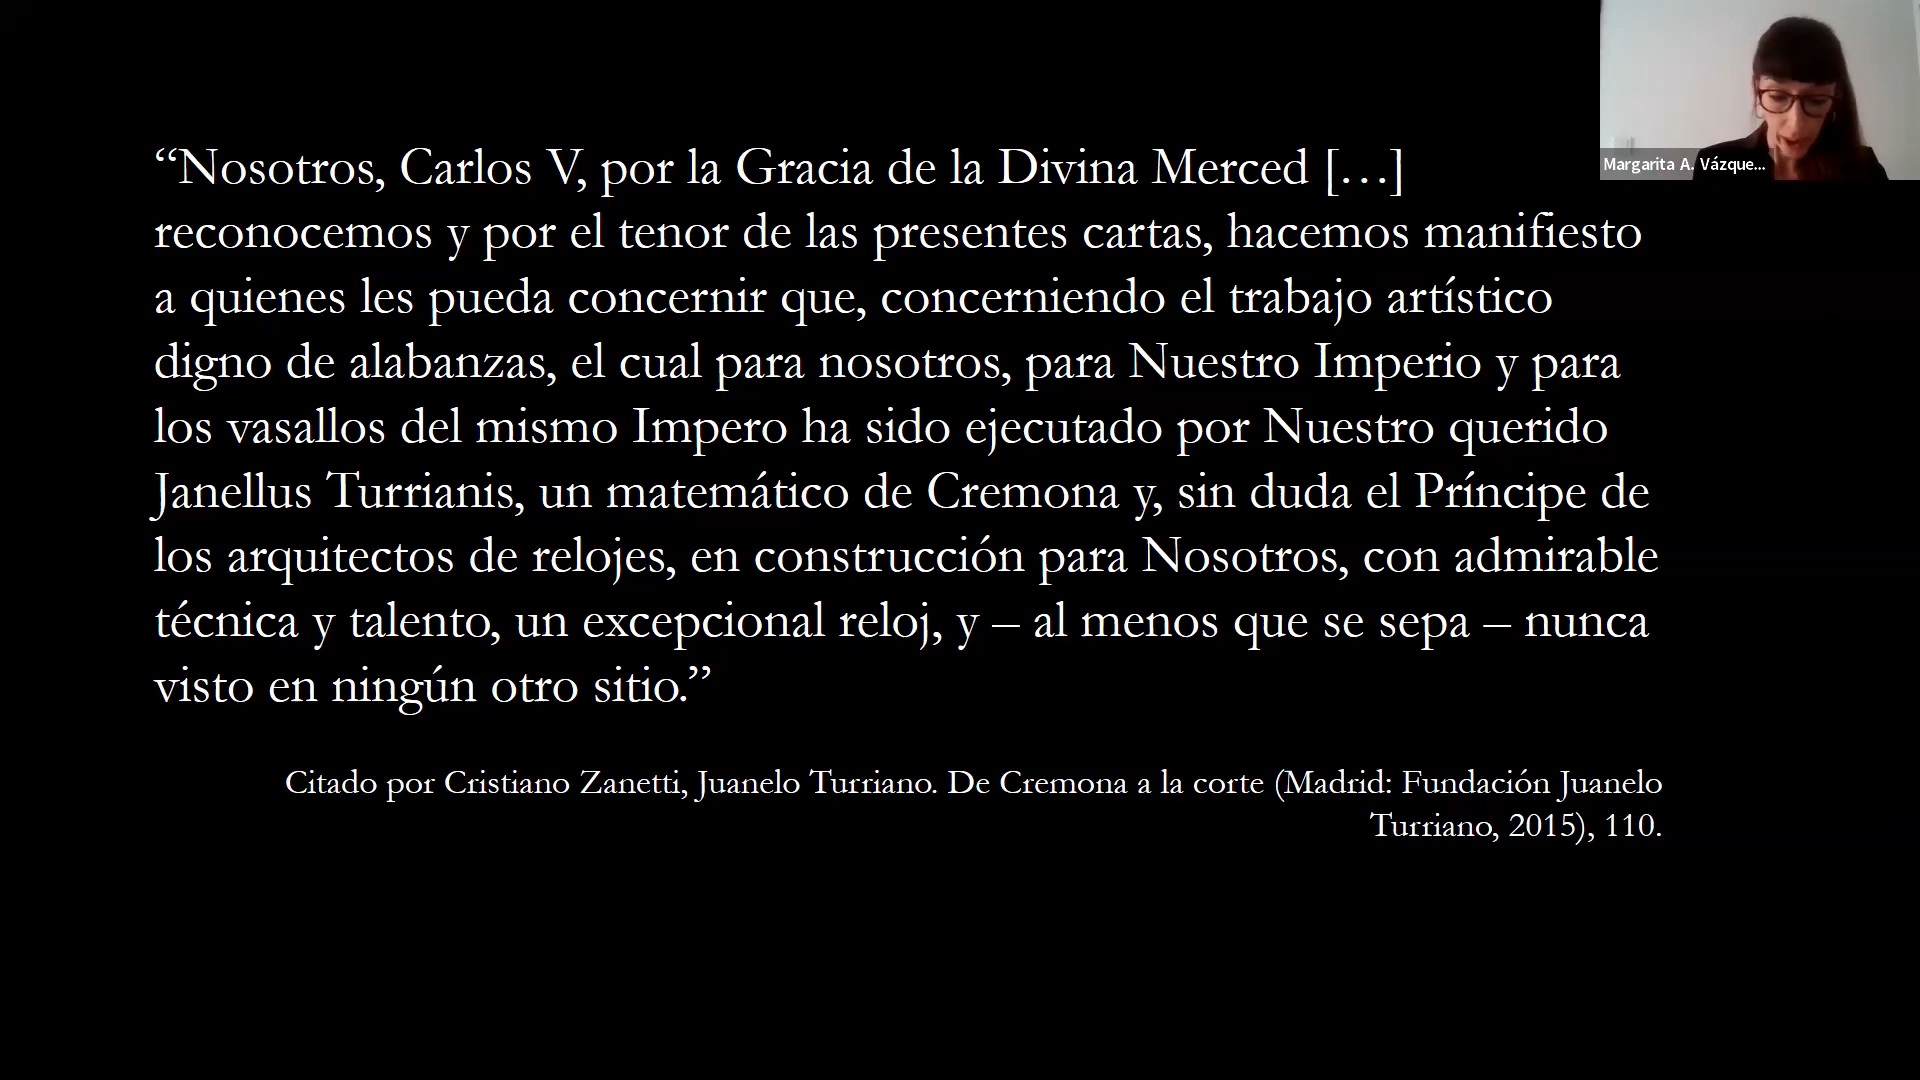 “Nosotros, Carlos V, por la Gracia de la Divina Merced […]
reconocemos y por el tenor de las presentes cartas, hacemos manifiesto
a quienes les pueda concernir que, concerniendo el trabajo artístico
digno de alabanzas, el cual para nosotros, para Nuestro Imperio y para
los vasallos del mismo Impero ha sido ejecutado por Nuestro querido
Janellus Turrianis, un matemático de Cremona y, sin duda el Príncipe de
los arquitectos de relojes, en construcción para Nosotros, con admirable
técnica y talento, un excepcional reloj, y – al menos que se sepa – nunca
visto en ningún otro sitio.”
Citado por Cristiano Zanetti, Juanelo Turriano. De Cremona a la corte (Madrid: Fundación Juanelo
Turriano, 2015), 110.
Margarita A. Vázque...